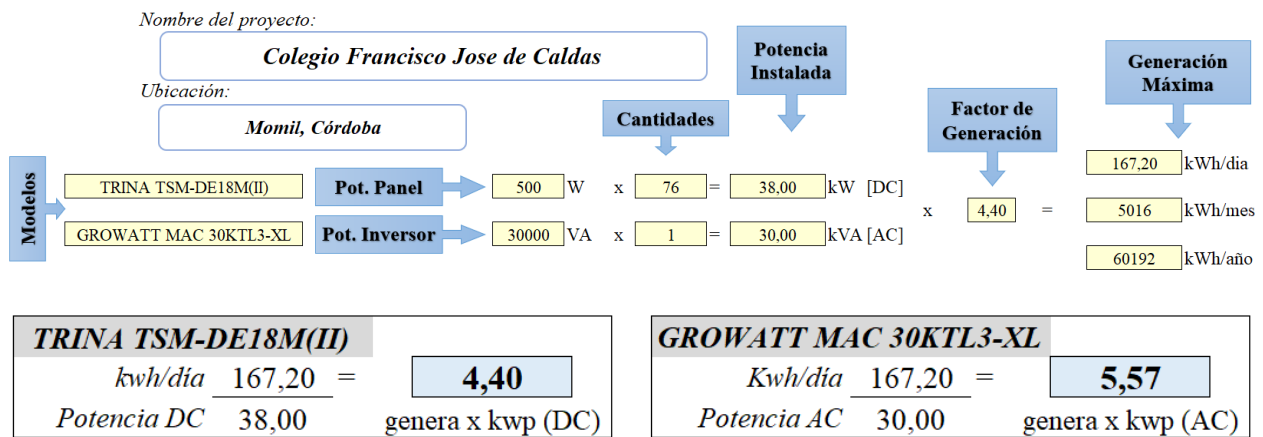 Nombre del proyecto:
Colegio Francisco Jose de Caldas
Potencia
Instalada
Generación
Máxima
Ubicación:
Momil, Córdoba
Cantidades
Factor de
Generación
Modelos
167,20 kWh/dia
TRINA TSM-DE18M(II) Pot. Panel 500 W x 76 = 38,00 kW [DC]
x 4,40 = 5016 kWh/mes
GROWATT MAC 30KTL3-XL Pot. Inversor 30000 VA x 1 = 30,00 kVA [AC]
60192 kWh/año
TRINA TSM-DE18M(II)
kwh/día 167,20 = 4,40
Potencia DC 38,00 genera x kwp (DC)
GROWATT MAC 30KTL3-XL
Kwh/día 167,20 = 5,57
Potencia AC 30,00 genera x kwp (AC)